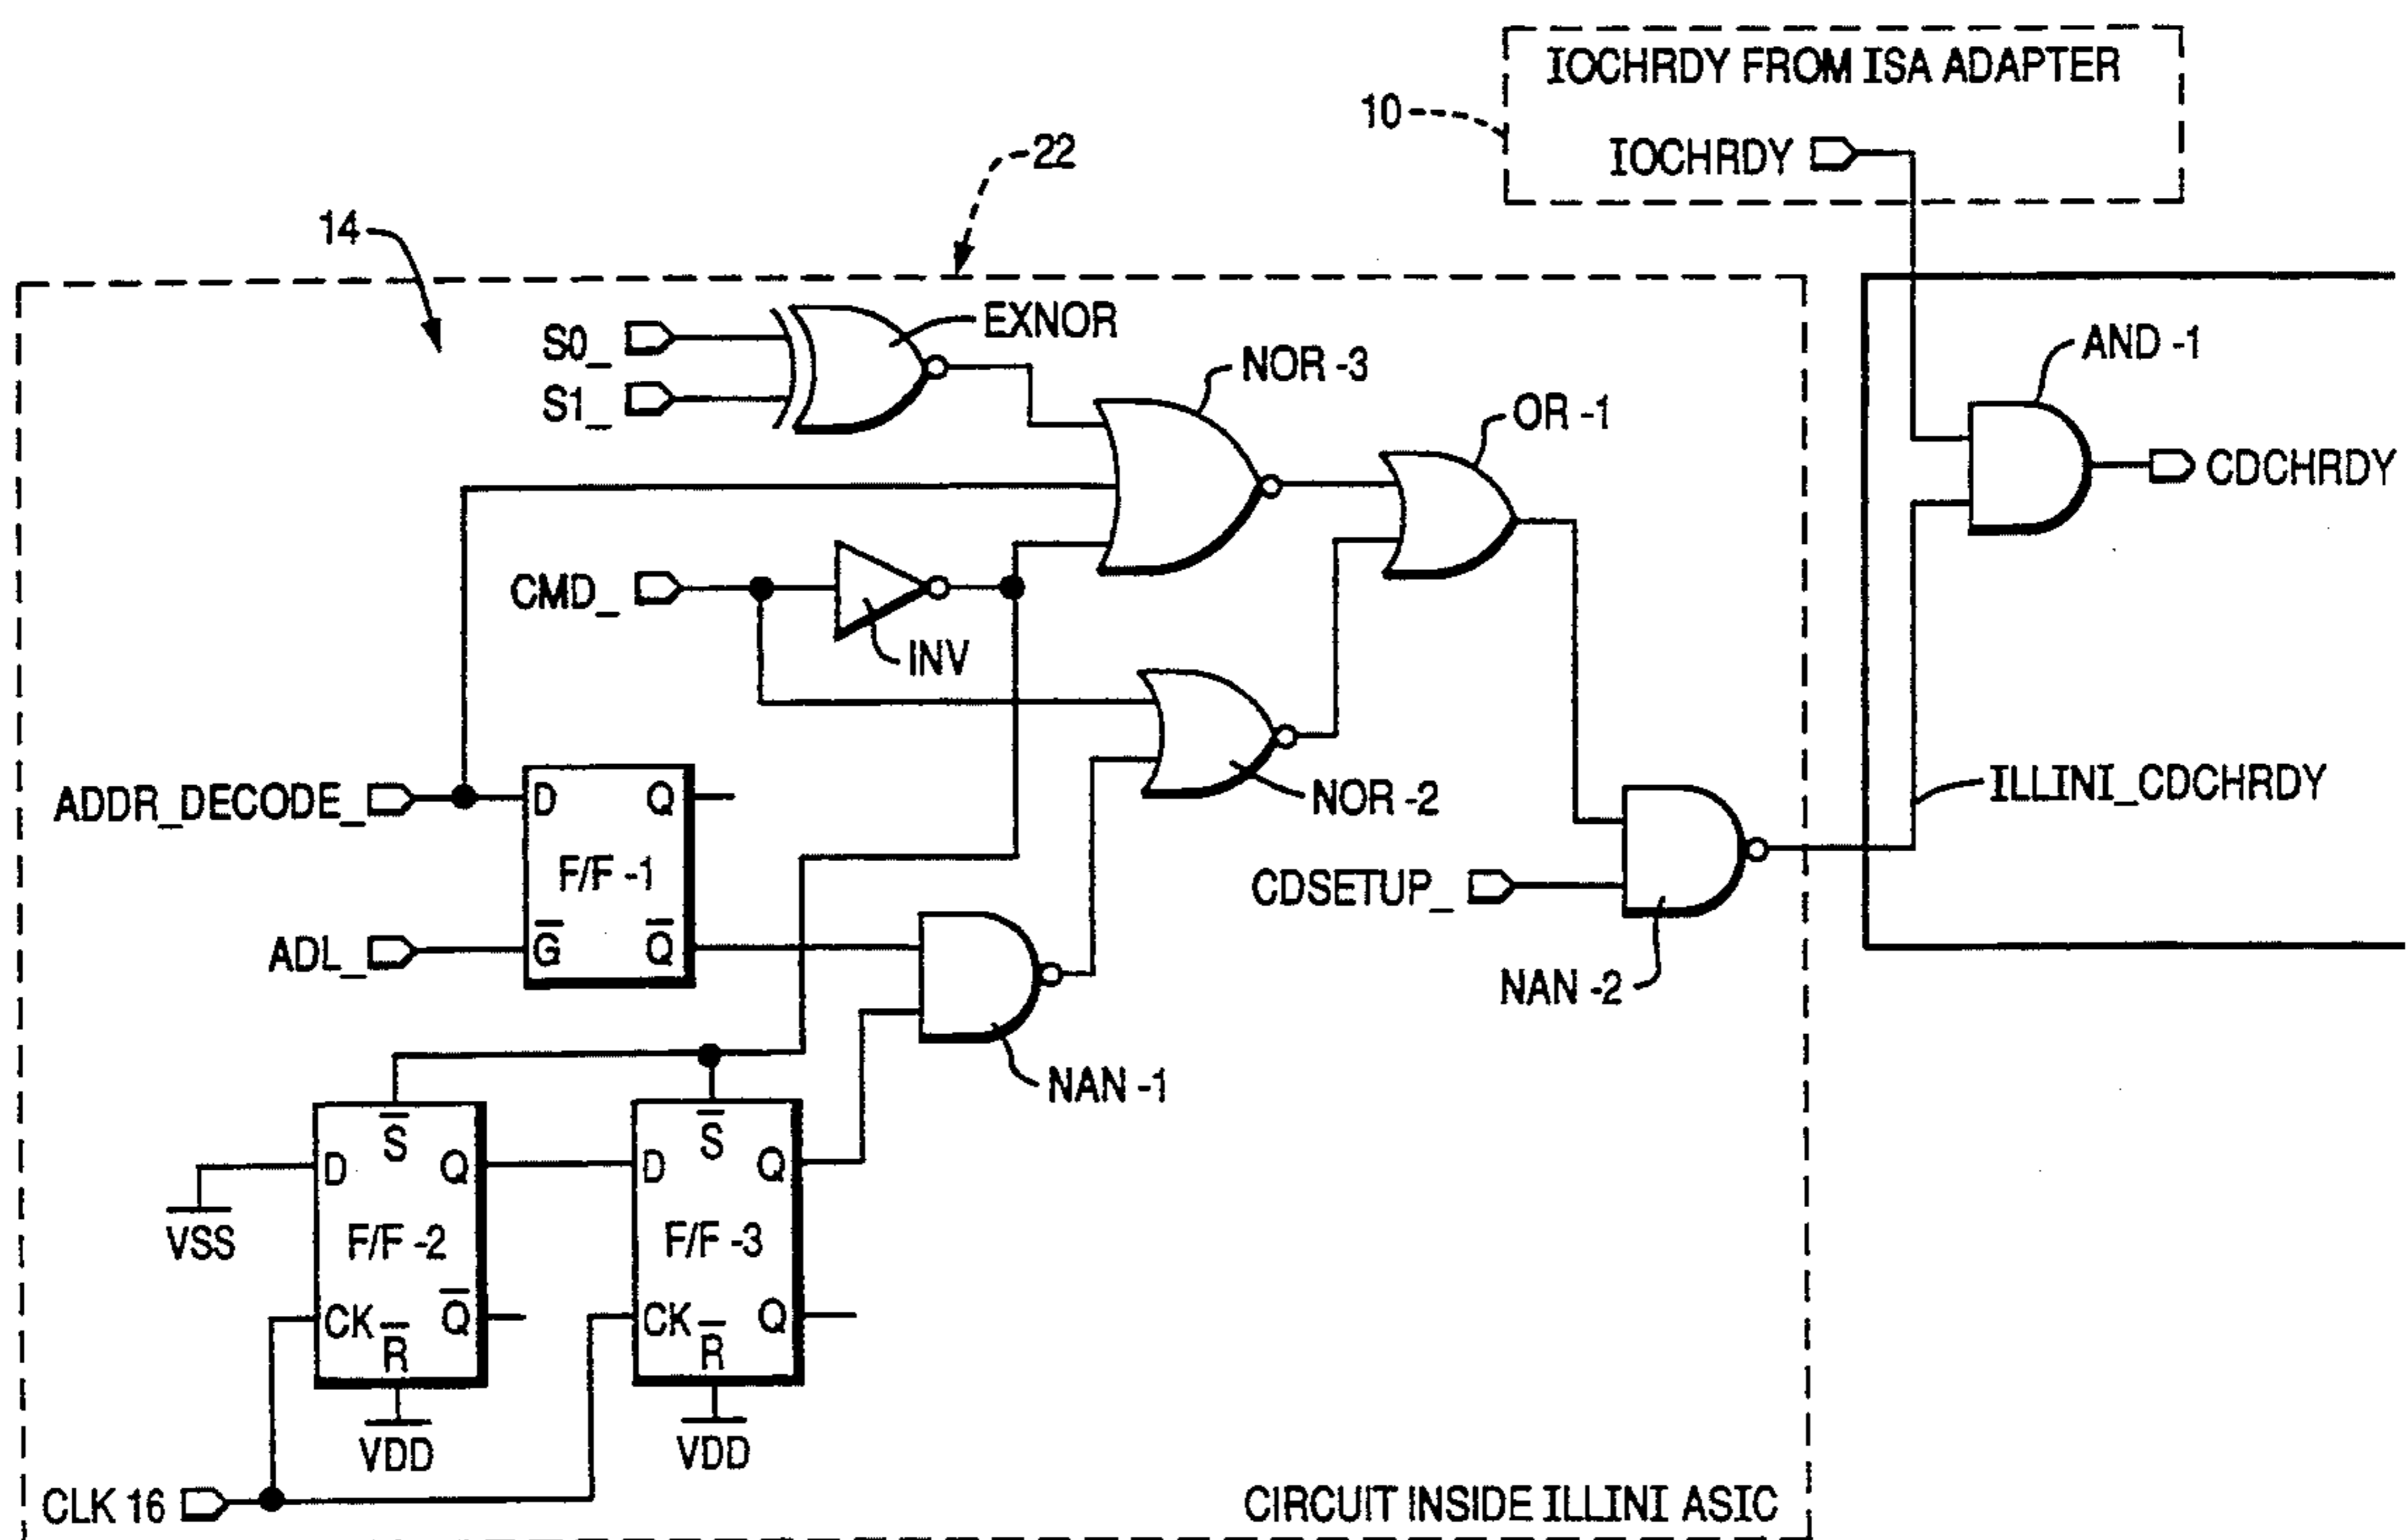 IOCHRDY FROM ISA ADAPTER
10
IOCHRDY
22
14
S0_
EXNOR
S1_
NOR -3
OR -1
AND -1
CDCHRDY
CMD_
INV
NOR -2
ADDR_DECODE_
D Q
F/F -1
G Q
ADL_
ILLINI_CDCHRDY
CDSETUP_
NAN -2
NAN -1
S
D Q
F/F -2
CK Q
R
VSS
VDD
S
D Q
F/F -3
CK Q
R
VDD
CLK 16
CIRCUIT INSIDE ILLINI ASIC